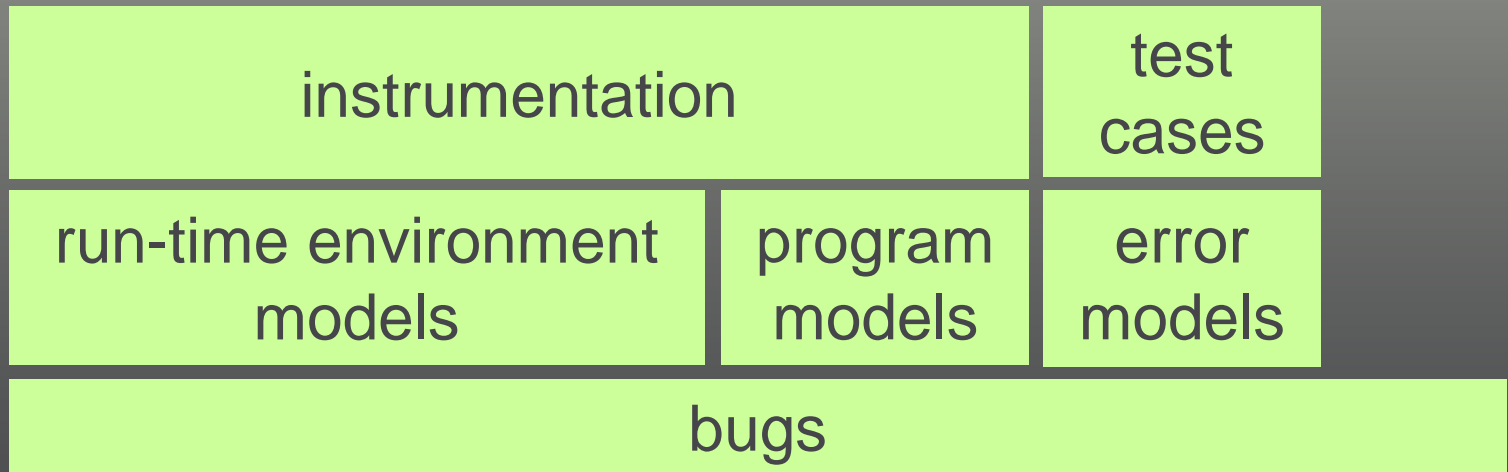 instrumentation
test
cases
run-time environment
models
program
models
error
models
bugs